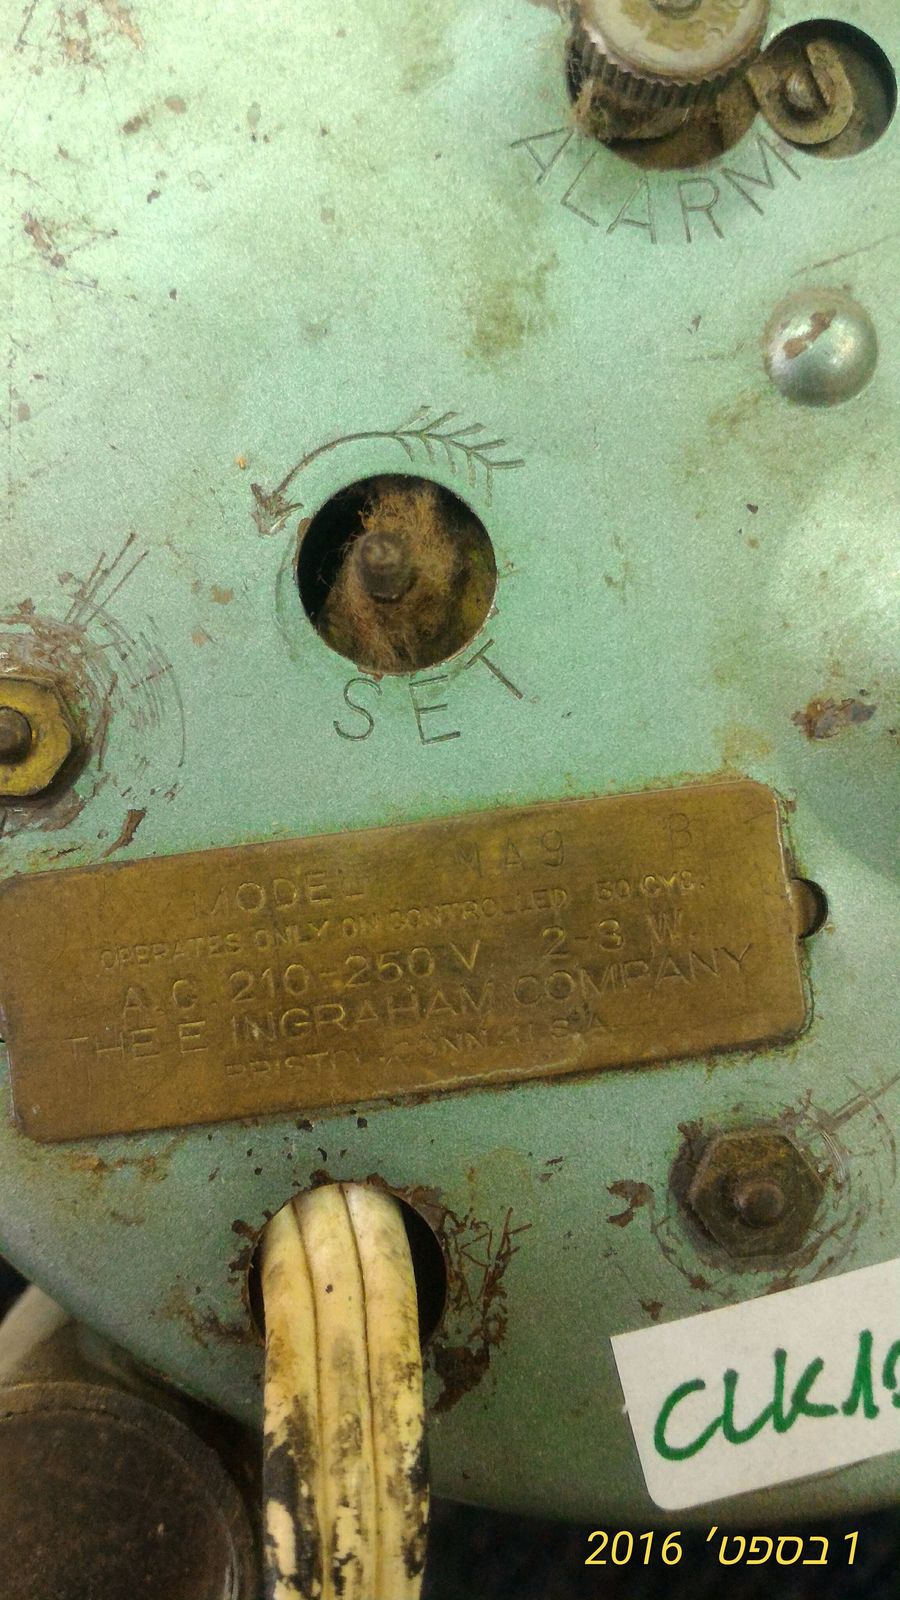 ALARM
SET
MODEL MA9 B
OPERATES ONLY ON CONTROLLED 50 CYC.
A.C. 210-250 V 2-3 W.
THE E INGRAHAM COMPANY
BRISTOL CONN. U.S.A.
1 בספט׳ 2016